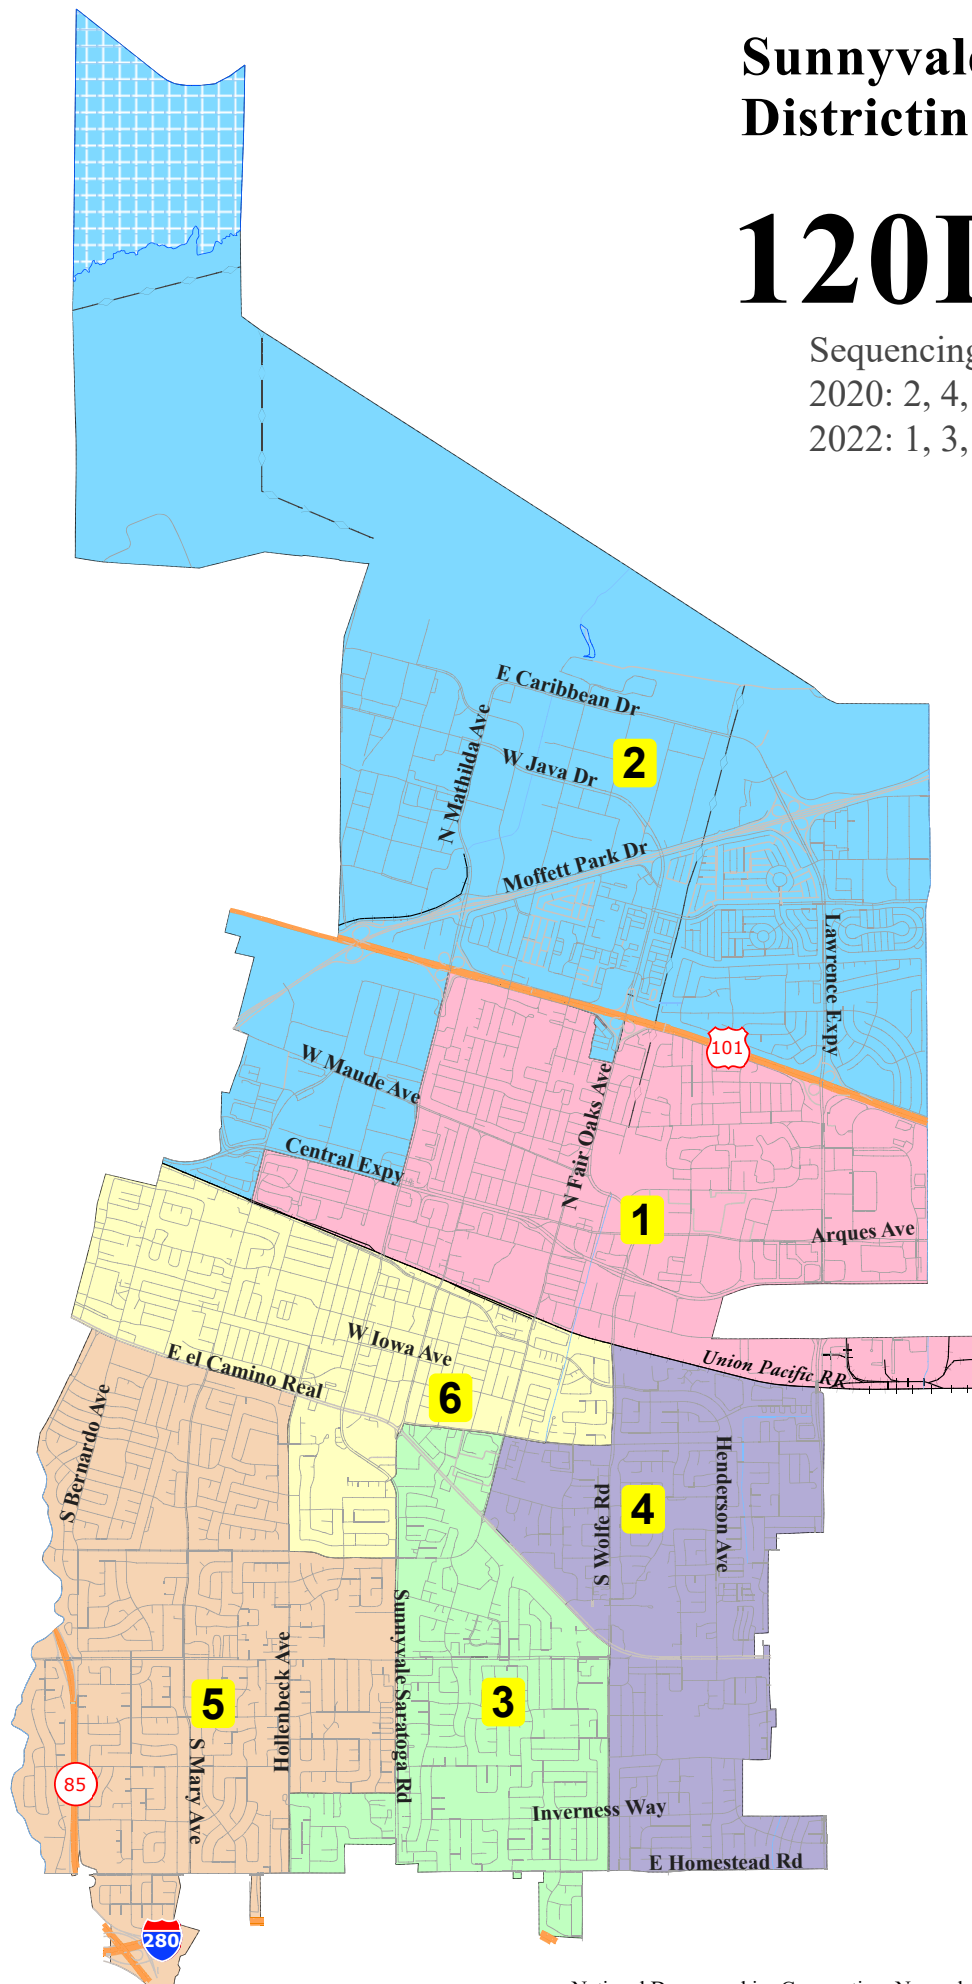 Sunnyval
Districtin
120
Sequencing
2020: 2, 4,
2022: 1, 3,
E Caribbean Dr
N Mathilda Ave
W Java Dr
2
Moffett Park Dr
Lawrence Expy
101
W Maude Ave
N Fair Oaks Ave
Central Expy
1
Arques Ave
W Iowa Ave
E el Camino Real
Union Pacific RR
6
S Bernardo Ave
Henderson Ave
S Wolfe Rd
4
Sunnyvale Saratoga Rd
Hollenbeck Ave
5
3
S Mary Ave
85
Inverness Way
E Homestead Rd
280